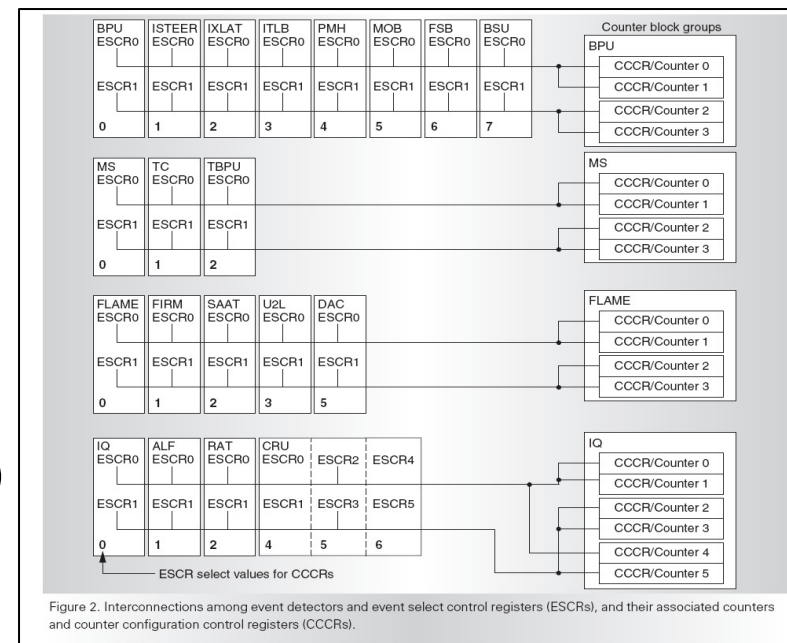 Counter block groups
BPU ISTEER IXLAT ITLB PMH MOB FSB BSU
ESCR0 ESCR0 ESCR0 ESCR0 ESCR0 ESCR0 ESCR0 ESCR0
ESCR1 ESCR1 ESCR1 ESCR1 ESCR1 ESCR1 ESCR1 ESCR1
0 1 2 3 4 5 6 7
BPU
CCCR/Counter 0
CCCR/Counter 1
CCCR/Counter 2
CCCR/Counter 3
MS TC TBPU
ESCR0 ESCR0 ESCR0
ESCR1 ESCR1 ESCR1
0 1 2
MS
CCCR/Counter 0
CCCR/Counter 1
CCCR/Counter 2
CCCR/Counter 3
FLAME FIRM SAAT U2L DAC
ESCR0 ESCR0 ESCR0 ESCR0 ESCR0
ESCR1 ESCR1 ESCR1 ESCR1 ESCR1
0 1 2 3 5
FLAME
CCCR/Counter 0
CCCR/Counter 1
CCCR/Counter 2
CCCR/Counter 3
IQ ALF RAT CRU
ESCR0 ESCR0 ESCR0 ESCR0 ESCR2 ESCR4
ESCR1 ESCR1 ESCR1 ESCR1 ESCR3 ESCR5
0 1 2 4 5 6
ESCR select values for CCCRs
IQ
CCCR/Counter 0
CCCR/Counter 1
CCCR/Counter 2
CCCR/Counter 3
CCCR/Counter 4
CCCR/Counter 5
Figure 2. Interconnections among event detectors and event select control registers (ESCRs), and their associated counters
and counter configuration control registers (CCCRs).